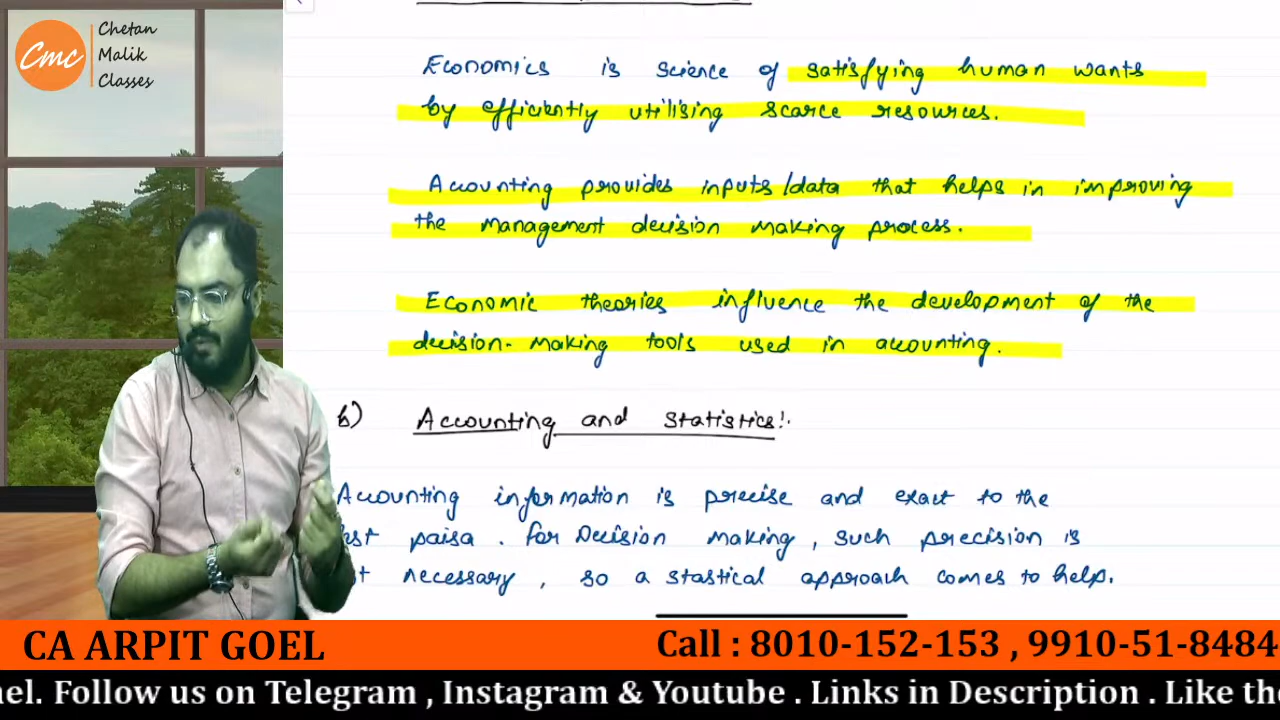 CMC
Chetan
Malik
Classes
Economics is science of satisfying human wants
by efficiently utilising scarce resources.
Accounting provides inputs/data that helps in improving
the management decision making process.
Economic theories influence the development of the
decision-making tools used in accounting.
b) Accounting and Statistics:
Accounting information is precise and exact to the
paisa. For Decision making, such precision is
necessary, so a stastical approach comes to help.
CA ARPIT GOEL
Call : 8010-152-153 , 9910-51-8484
nel. Follow us on Telegram , Instagram & Youtube . Links in Description . Like the